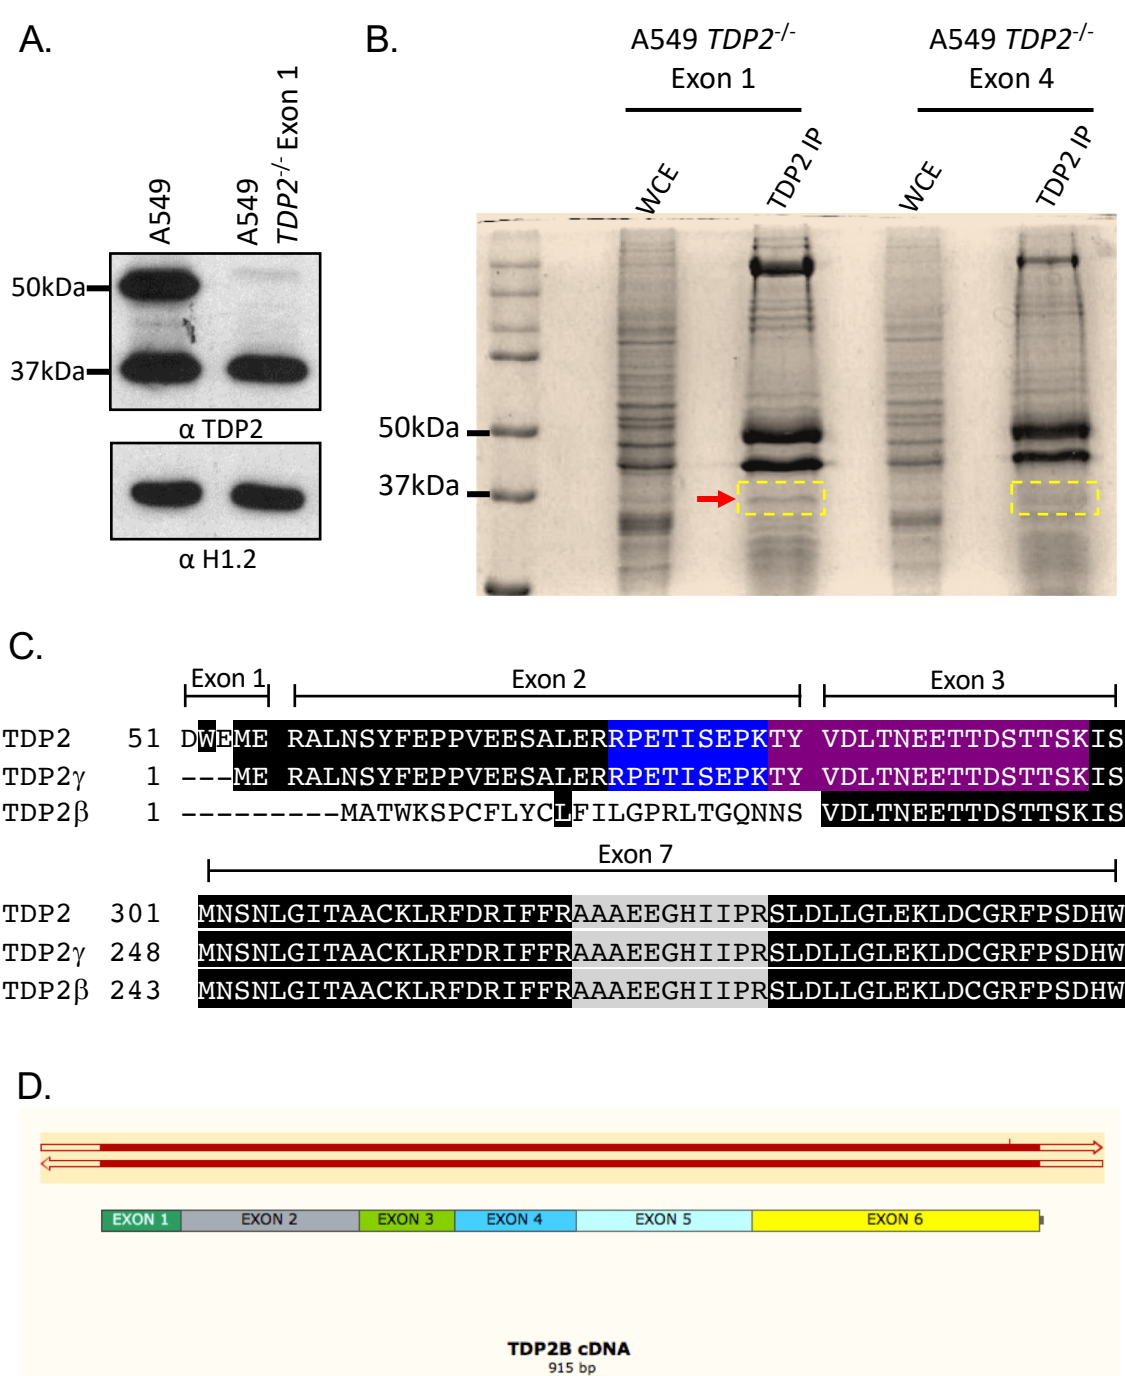 A.
A549
A549
TDP2-/- Exon 1
50kDa
37kDa
α TDP2
α H1.2
B.
A549 TDP2-/-
Exon 1
A549 TDP2-/-
Exon 4
WCE
TDP2 IP
WCE
TDP2 IP
50kDa
37kDa
C.
Exon 1 Exon 2 Exon 3
TDP2 51 DWEME RALNSYFEPPVEESALERRPETISEPKTY VDLTNEETTDSTTSKIS
TDP2γ 1 ---ME RALNSYFEPPVEESALERRPETISEPKTY VDLTNEETTDSTTSKIS
TDP2β 1 ---------MATWKSPCFLYCLFILGPRLTGQNNS VDLTNEETTDSTTSKIS
Exon 7
TDP2 301 MNSNLGITAACKLRFDRIFFRAAAEEGHIIPRSLDLLGLEKLDCGRFPSDHW
TDP2γ 248 MNSNLGITAACKLRFDRIFFRAAAEEGHIIPRSLDLLGLEKLDCGRFPSDHW
TDP2β 243 MNSNLGITAACKLRFDRIFFRAAAEEGHIIPRSLDLLGLEKLDCGRFPSDHW
D.
EXON 1 EXON 2 EXON 3 EXON 4 EXON 5 EXON 6
TDP2B cDNA
915 bp